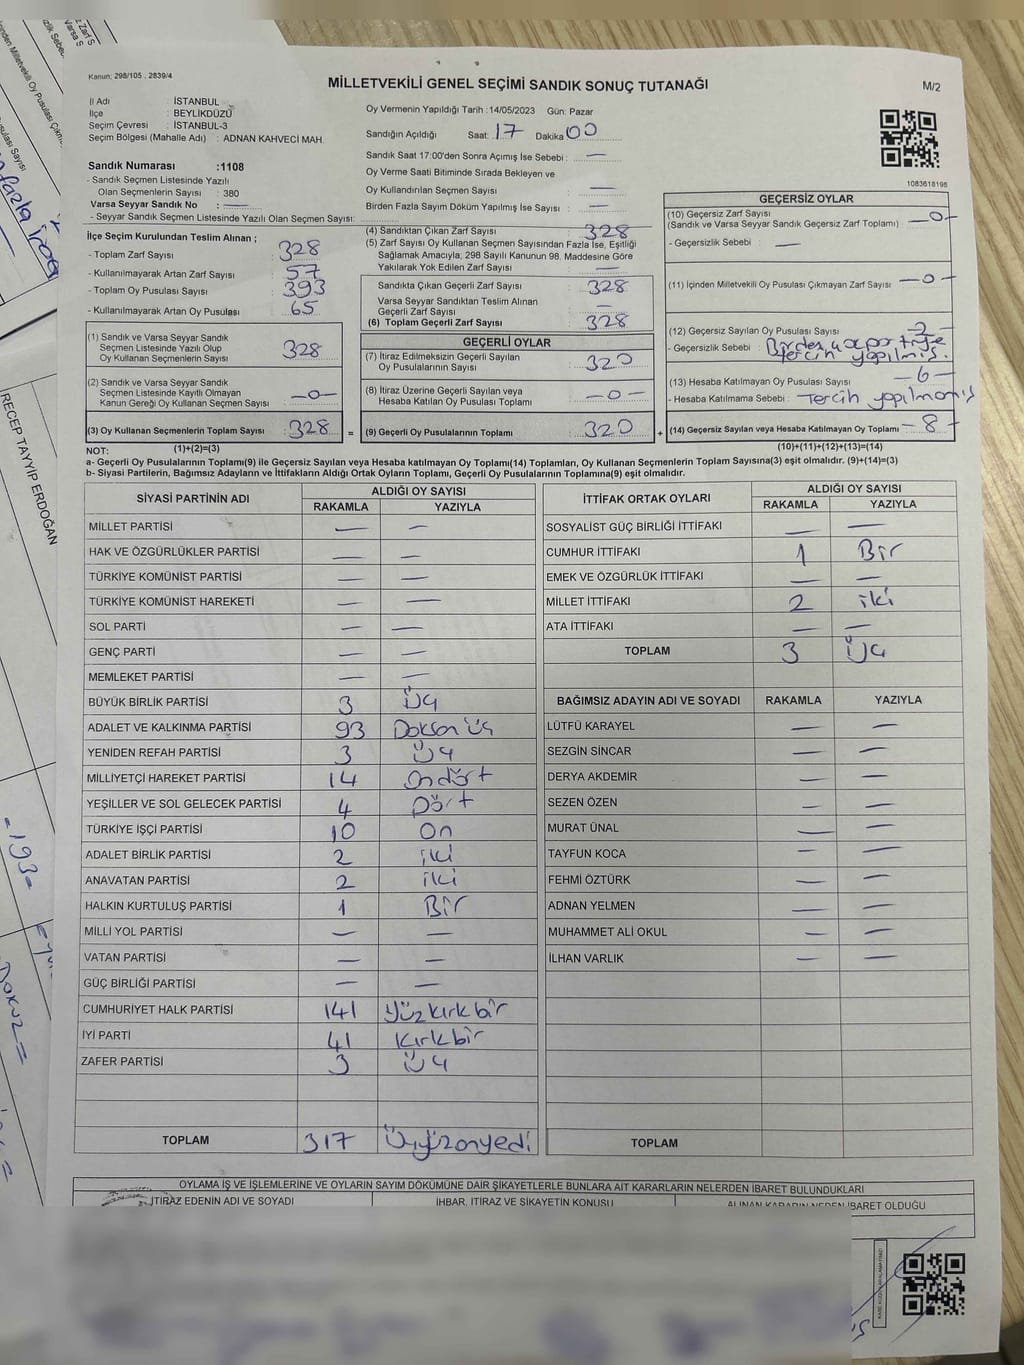 Kanun: 298/105 . 2839/4
MİLLETVEKİLİ GENEL SEÇİMİ SANDIK SONUÇ TUTANAĞI
M/2
İl Adı : İSTANBUL
İlçe : BEYLİKDÜZÜ
Seçim Çevresi : İSTANBUL-3
Seçim Bölgesi (Mahalle Adı) : ADNAN KAHVECİ MAH.
Sandık Numarası :1108
- Sandık Seçmen Listesinde Yazılı
Olan Seçmenlerin Sayısı : 380
Varsa Seyyar Sandık No : —
- Seyyar Sandık Seçmen Listesinde Yazılı Olan Seçmen Sayısı:
Oy Vermenin Yapıldığı Tarih :14/05/2023 Gün: Pazar
Sandığın Açıldığı Saat: 17 Dakika 00
Sandık Saat 17:00'den Sonra Açımış İse Sebebi : —
Oy Verme Saati Bitiminde Sırada Bekleyen ve
Oy Kullandırılan Seçmen Sayısı —
Birden Fazla Sayım Döküm Yapılmış İse Sayısı : —
1083618198
İlçe Seçim Kurulundan Teslim Alınan ;
- Toplam Zarf Sayısı : 328
- Kullanılmayarak Artan Zarf Sayısı : 57
- Toplam Oy Pusulası Sayısı : 393
- Kullanılmayarak Artan Oy Pusulası : 65
(1) Sandık ve Varsa Seyyar Sandık
Seçmen Listesinde Yazılı Olup
Oy Kullanan Seçmenlerin Sayısı 328
(2) Sandık ve Varsa Seyyar Sandık
Seçmen Listesinde Kayıtlı Olmayan
Kanun Gereği Oy Kullanan Seçmen Sayısı —0—
(3) Oy Kullanan Seçmenlerin Toplam Sayısı 328 =
(4) Sandıktan Çıkan Zarf Sayısı 328
(5) Zarf Sayısı Oy Kullanan Seçmen Sayısından Fazla İse, Eşitliği
Sağlamak Amacıyla; 298 Sayılı Kanunun 98. Maddesine Göre
Yakılarak Yok Edilen Zarf Sayısı —
Sandıkta Çıkan Geçerli Zarf Sayısı 328
Varsa Seyyar Sandıktan Teslim Alınan
Geçerli Zarf Sayısı —
(6) Toplam Geçerli Zarf Sayısı 328
GEÇERLİ OYLAR
(7) İtiraz Edilmeksizin Geçerli Sayılan
Oy Pusulalarının Sayısı 320
(8) İtiraz Üzerine Geçerli Sayılan veya
Hesaba Katılan Oy Pusulası Toplamı —0—
(9) Geçerli Oy Pusulalarının Toplamı 320 +
GEÇERSİZ OYLAR
(10) Geçersiz Zarf Sayısı
(Sandık ve Varsa Seyyar Sandık Geçersiz Zarf Toplamı) —0—
- Geçersizlik Sebebi : —
(11) İçinden Milletvekili Oy Pusulası Çıkmayan Zarf Sayısı —0—
(12) Geçersiz Sayılan Oy Pusulası Sayısı —2—
- Geçersizlik Sebebi : Birden çok partiye
tercih yapılmış.
(13) Hesaba Katılmayan Oy Pusulası Sayısı —6—
- Hesaba Katılmama Sebebi : Tercih yapılmamış
(14) Geçersiz Sayılan veya Hesaba Katılmayan Oy Toplamı —8—
NOT: (1)+(2)=(3) (10)+(11)+(12)+(13)=(14)
a- Geçerli Oy Pusulalarının Toplamı(9) ile Geçersiz Sayılan veya Hesaba katılmayan Oy Toplamı(14) Toplamları, Oy Kullanan Seçmenlerin Toplam Sayısına(3) eşit olmalıdır. (9)+(14)=(3)
b- Siyasi Partilerin, Bağımsız Adayların ve İttifakların Aldığı Ortak Oyların Toplamı, Geçerli Oy Pusulalarının Toplamına(9) eşit olmalıdır.
SİYASİ PARTİNİN ADI ALDIĞI OY SAYISI
RAKAMLA YAZIYLA
MİLLET PARTİSİ — —
HAK VE ÖZGÜRLÜKLER PARTİSİ — —
TÜRKİYE KOMÜNİST PARTİSİ — —
TÜRKİYE KOMÜNİST HAREKETİ — —
SOL PARTİ — —
GENÇ PARTİ — —
MEMLEKET PARTİSİ — —
BÜYÜK BİRLİK PARTİSİ 3 Üç
ADALET VE KALKINMA PARTİSİ 93 Doksan üç
YENİDEN REFAH PARTİSİ 3 Üç
MİLLİYETÇİ HAREKET PARTİSİ 14 Ondört
YEŞİLLER VE SOL GELECEK PARTİSİ 4 Dört
TÜRKİYE İŞÇİ PARTİSİ 10 On
ADALET BİRLİK PARTİSİ 2 iki
ANAVATAN PARTİSİ 2 iki
HALKIN KURTULUŞ PARTİSİ 1 Bir
MİLLİ YOL PARTİSİ — —
VATAN PARTİSİ — —
GÜÇ BİRLİĞİ PARTİSİ — —
CUMHURİYET HALK PARTİSİ 141 Yüzkırkbir
İYİ PARTİ 41 Kırkbir
ZAFER PARTİSİ 3 Üç
TOPLAM 317 Üçyüzonyedi
İTTİFAK ORTAK OYLARI ALDIĞI OY SAYISI
RAKAMLA YAZIYLA
SOSYALİST GÜÇ BİRLİĞİ İTTİFAKI — —
CUMHUR İTTİFAKI 1 Bir
EMEK VE ÖZGÜRLÜK İTTİFAKI — —
MİLLET İTTİFAKI 2 iki
ATA İTTİFAKI — —
TOPLAM 3 Üç
BAĞIMSIZ ADAYIN ADI VE SOYADI RAKAMLA YAZIYLA
LÜTFÜ KARAYEL — —
SEZGİN SİNCAR — —
DERYA AKDEMİR — —
SEZEN ÖZEN — —
MURAT ÜNAL — —
TAYFUN KOCA — —
FEHMİ ÖZTÜRK — —
ADNAN YELMEN — —
MUHAMMET ALİ OKUL — —
İLHAN VARLIK — —
TOPLAM
OYLAMA İŞ VE İŞLEMLERİNE VE OYLARIN SAYIM DÖKÜMÜNE DAİR ŞİKAYETLERLE BUNLARA AİT KARARLARIN NELERDEN İBARET BULUNDUKLARI
İTİRAZ EDENİN ADI VE SOYADI İHBAR, İTİRAZ VE ŞİKAYETİN KONUSU ALINAN KARARIN NEDEN İBARET OLDUĞU
RECEP TAYYİP ERDOĞAN
=193=